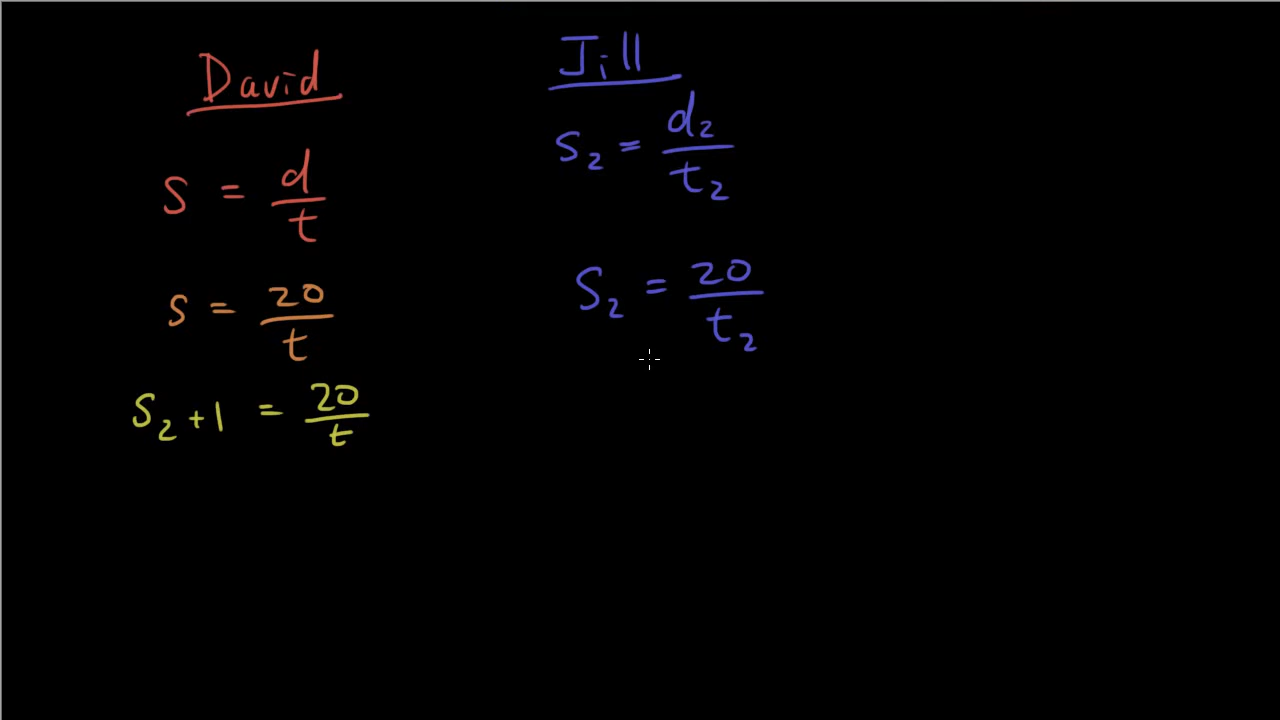 David
s = d/t
s = 20/t
S₂ + 1 = 20/t
Jill
s₂ = d₂/t₂
S₂ = 20/t₂